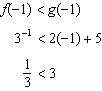 f(−1) < g(−1)
3⁻¹ < 2(−1) + 5
1/3 < 3